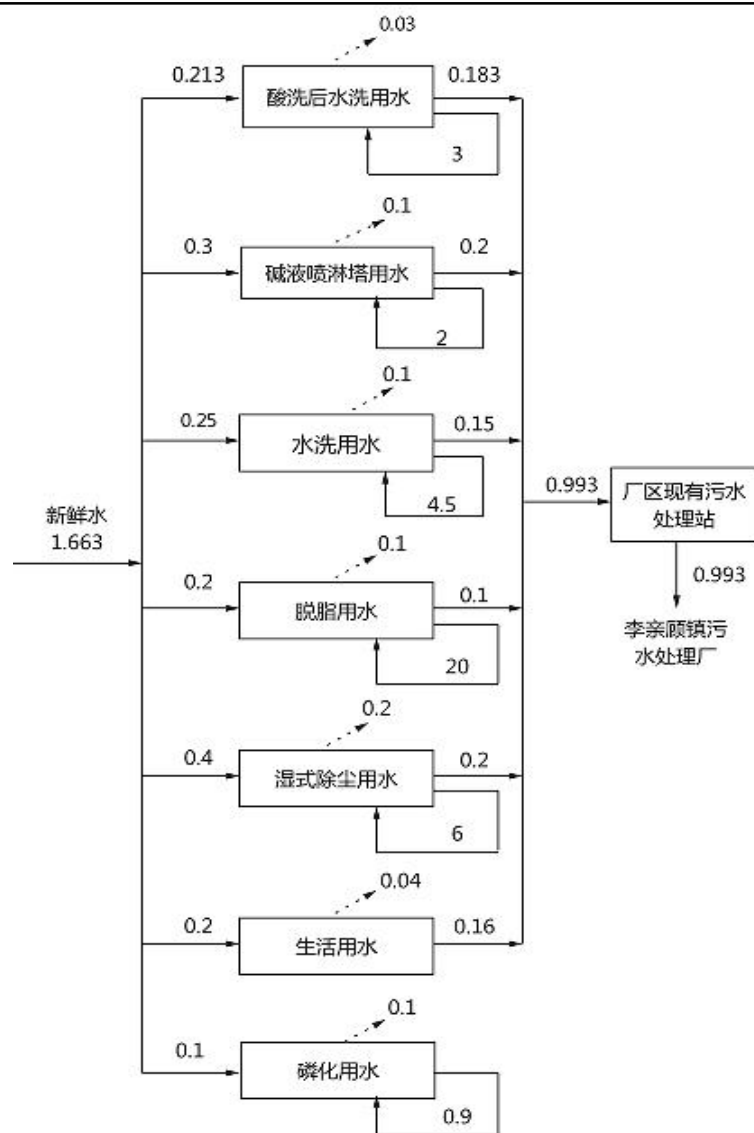 0.03
0.213
酸洗后水洗用水
0.183
3
0.1
0.3
碱液喷淋塔用水
0.2
2
0.1
0.25
水洗用水
0.15
4.5
新鲜水
1.663
0.993
厂区现有污水
处理站
0.993
李亲顾镇污
水处理厂
0.1
0.2
脱脂用水
0.1
20
0.2
0.4
湿式除尘用水
0.2
6
0.04
0.2
生活用水
0.16
0.1
0.1
磷化用水
0.9